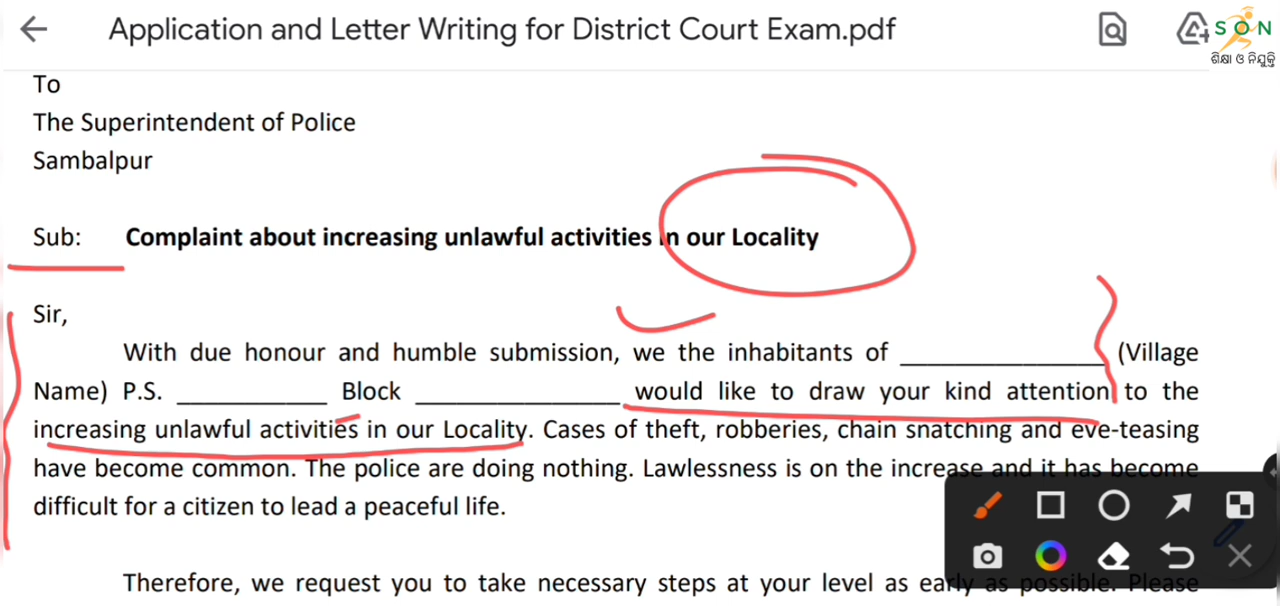 Application and Letter Writing for District Court Exam.pdf
SON
ଶିକ୍ଷା ଓ ନିଯୁକ୍ତି
To
The Superintendent of Police
Sambalpur
Sub: Complaint about increasing unlawful activities in our Locality
Sir,
With due honour and humble submission, we the inhabitants of ________________ (Village
Name) P.S. ____________ Block ________________ would like to draw your kind attention to the
increasing unlawful activities in our Locality. Cases of theft, robberies, chain snatching and eve-teasing
have become common. The police are doing nothing. Lawlessness is on the increase and it has become
difficult for a citizen to lead a peaceful life.
Therefore, we request you to take necessary steps at your level as early as possible. Please